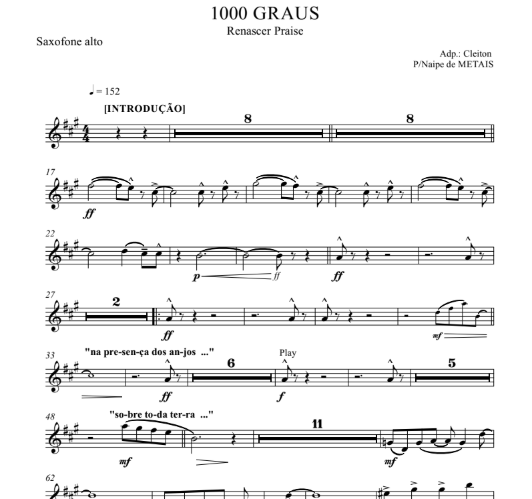 1000 GRAUS
Renascer Praise
Saxofone alto
Adp.: Cleiton
P/Naipe de METAIS
♩ = 152
[INTRODUÇÃO]
4/4
8
8
17
ff
22
p
ff
ff
27
2
ff
mf
33
"na pre-sen-ça dos an-jos ..."
6
Play
5
ff
f
48
"so-bre to-da ter-ra ..."
11
mf
mf
62